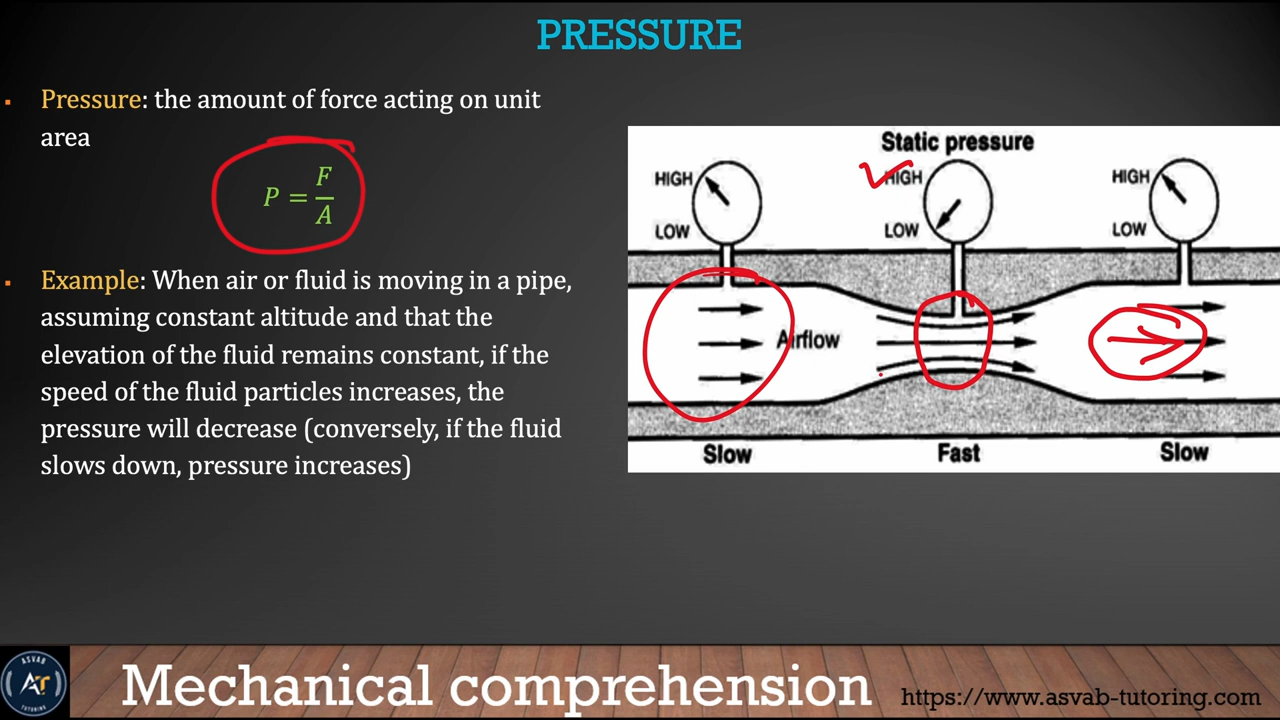 PRESSURE
Pressure: the amount of force acting on unit
area
P = F/A
Example: When air or fluid is moving in a pipe,
assuming constant altitude and that the
elevation of the fluid remains constant, if the
speed of the fluid particles increases, the
pressure will decrease (conversely, if the fluid
slows down, pressure increases)
Static pressure
HIGH HIGH HIGH
LOW LOW LOW
Airflow
Slow Fast Slow
ASVAB
AT
TUTORING
Mechanical comprehension
https://www.asvab-tutoring.com